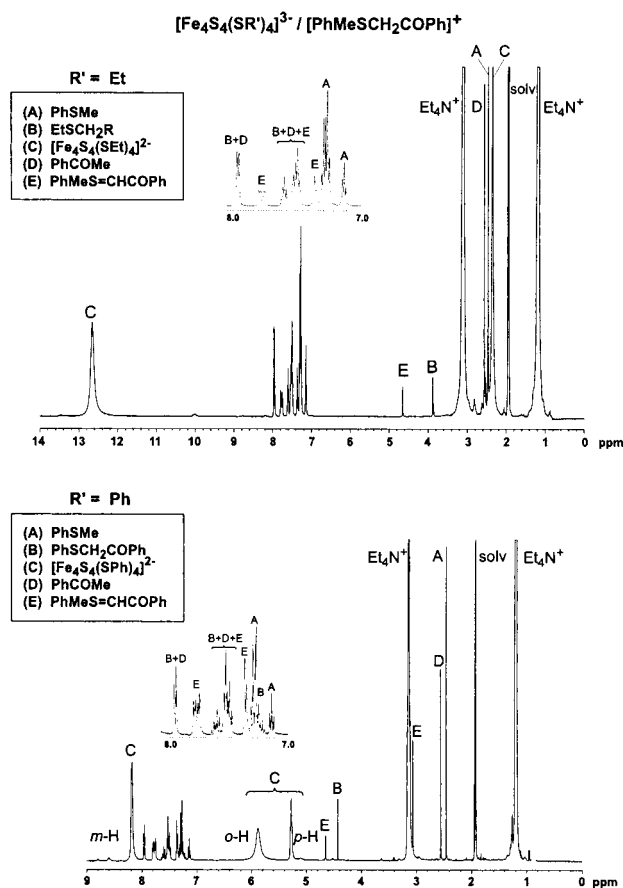 [Fe4S4(SR')4]3- / [PhMeSCH2COPh]+
R' = Et
(A) PhSMe
(B) EtSCH2R
(C) [Fe4S4(SEt)4]2-
(D) PhCOMe
(E) PhMeS=CHCOPh
A C
Et4N+ D solv Et4N+
A
B+D B+D+E
E E A
8.0 7.0
C
E B
14 13 12 11 10 9 8 7 6 5 4 3 2 1 0 ppm
R' = Ph
(A) PhSMe
(B) PhSCH2COPh
(C) [Fe4S4(SPh)4]2-
(D) PhCOMe
(E) PhMeS=CHCOPh
Et4N+ A solv Et4N+
D
E
A
B+D+E
B+D E E
B A
8.0 7.0
C C B
m-H o-H p-H E
9 8 7 6 5 4 3 2 1 0 ppm